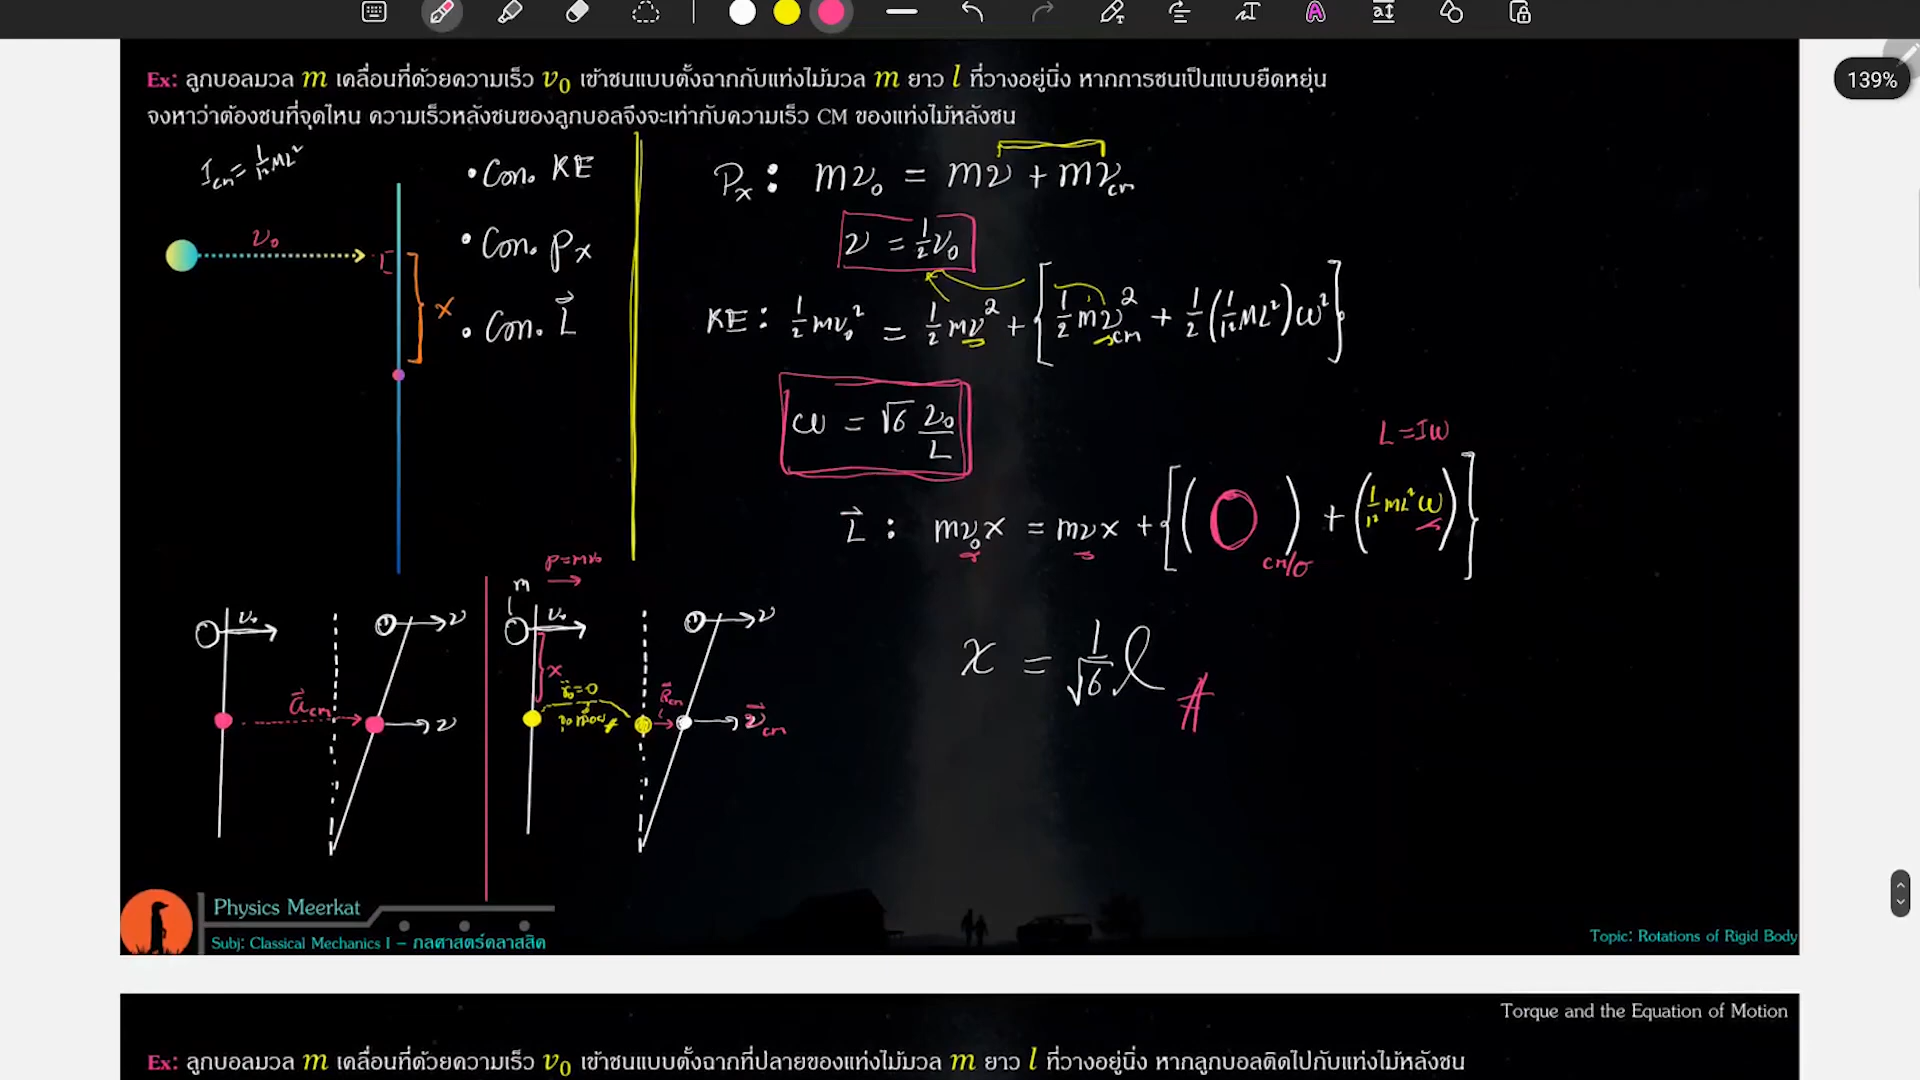 139%
Ex: ลูกบอลมวล m เคลื่อนที่ด้วยความเร็ว v₀ เข้าชนแบบตั้งฉากกับแท่งไม้มวล m ยาว l ที่วางอยู่นิ่ง หากการชนเป็นแบบยืดหยุ่น
จงหาว่าต้องชนที่จุดไหน ความเร็วหลังชนของลูกบอลจึงจะเท่ากับความเร็ว CM ของแท่งไม้หลังชน
I_cm = 1/12 ML²
• Con. KE
• Con. Px
• Con. L⃗
v₀
x
Px : mv₀ = mv + mv_cm
v = ½v₀
KE : ½mv₀² = ½mv² + [½mv_cm² + ½(1/12 ML²)ω²]
ω = √6 v₀/L
L = Iω
L⃗ : mv₀x = mvx + {( 0 )_cm/o + (1/12 ML²ω)}
x = 1/√6 l #
v₀
v
a⃗_cm
v
m
P=mv₀
v₀
v
x
r⃗₀=0
R⃗_cm
v⃗_cm
Physics Meerkat
Subj: Classical Mechanics I – กลศาสตร์คลาสสิค
Topic: Rotations of Rigid Body
Torque and the Equation of Motion
Ex: ลูกบอลมวล m เคลื่อนที่ด้วยความเร็ว v₀ เข้าชนแบบตั้งฉากที่ปลายของแท่งไม้มวล m ยาว l ที่วางอยู่นิ่ง หากลูกบอลติดไปกับแท่งไม้หลังชน